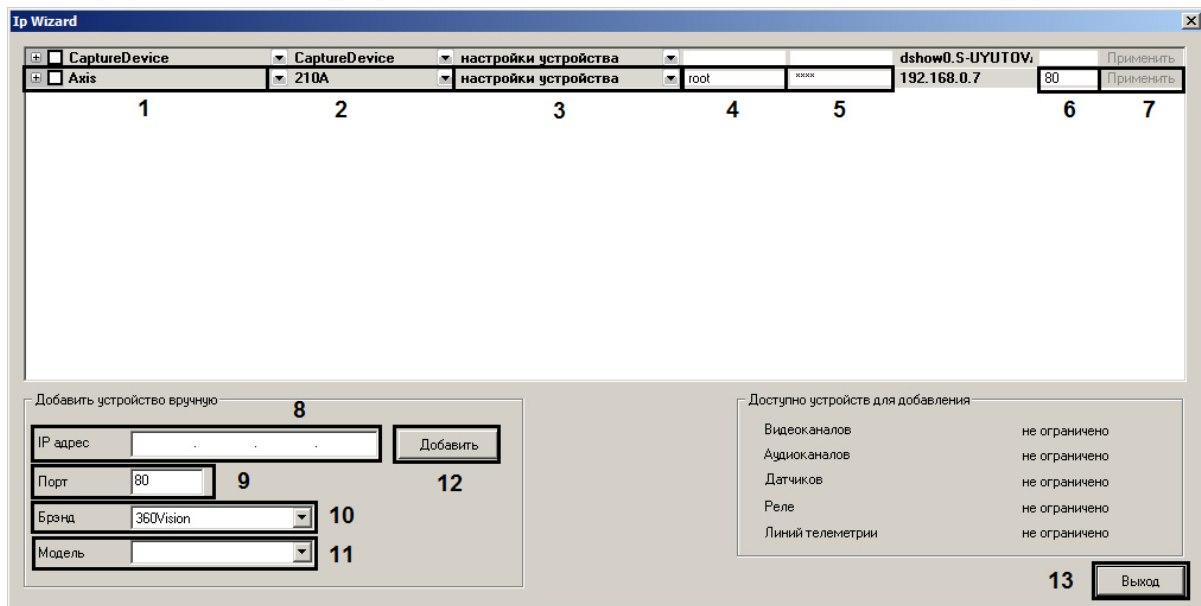 Ip Wizard
CaptureDevice CaptureDevice настройки устройства dshow0.S-UYUTOV Применить
Axis 210A настройки устройства root **** 192.168.0.7 80 Применить
1 2 3 4 5 6 7
Добавить устройство вручную
8
IP адрес . . . Добавить
Порт 80 9 12
Брэнд 360Vision 10
Модель 11
Доступно устройств для добавления
Видеоканалов не ограничено
Аудиоканалов не ограничено
Датчиков не ограничено
Реле не ограничено
Линий телеметрии не ограничено
13 Выход